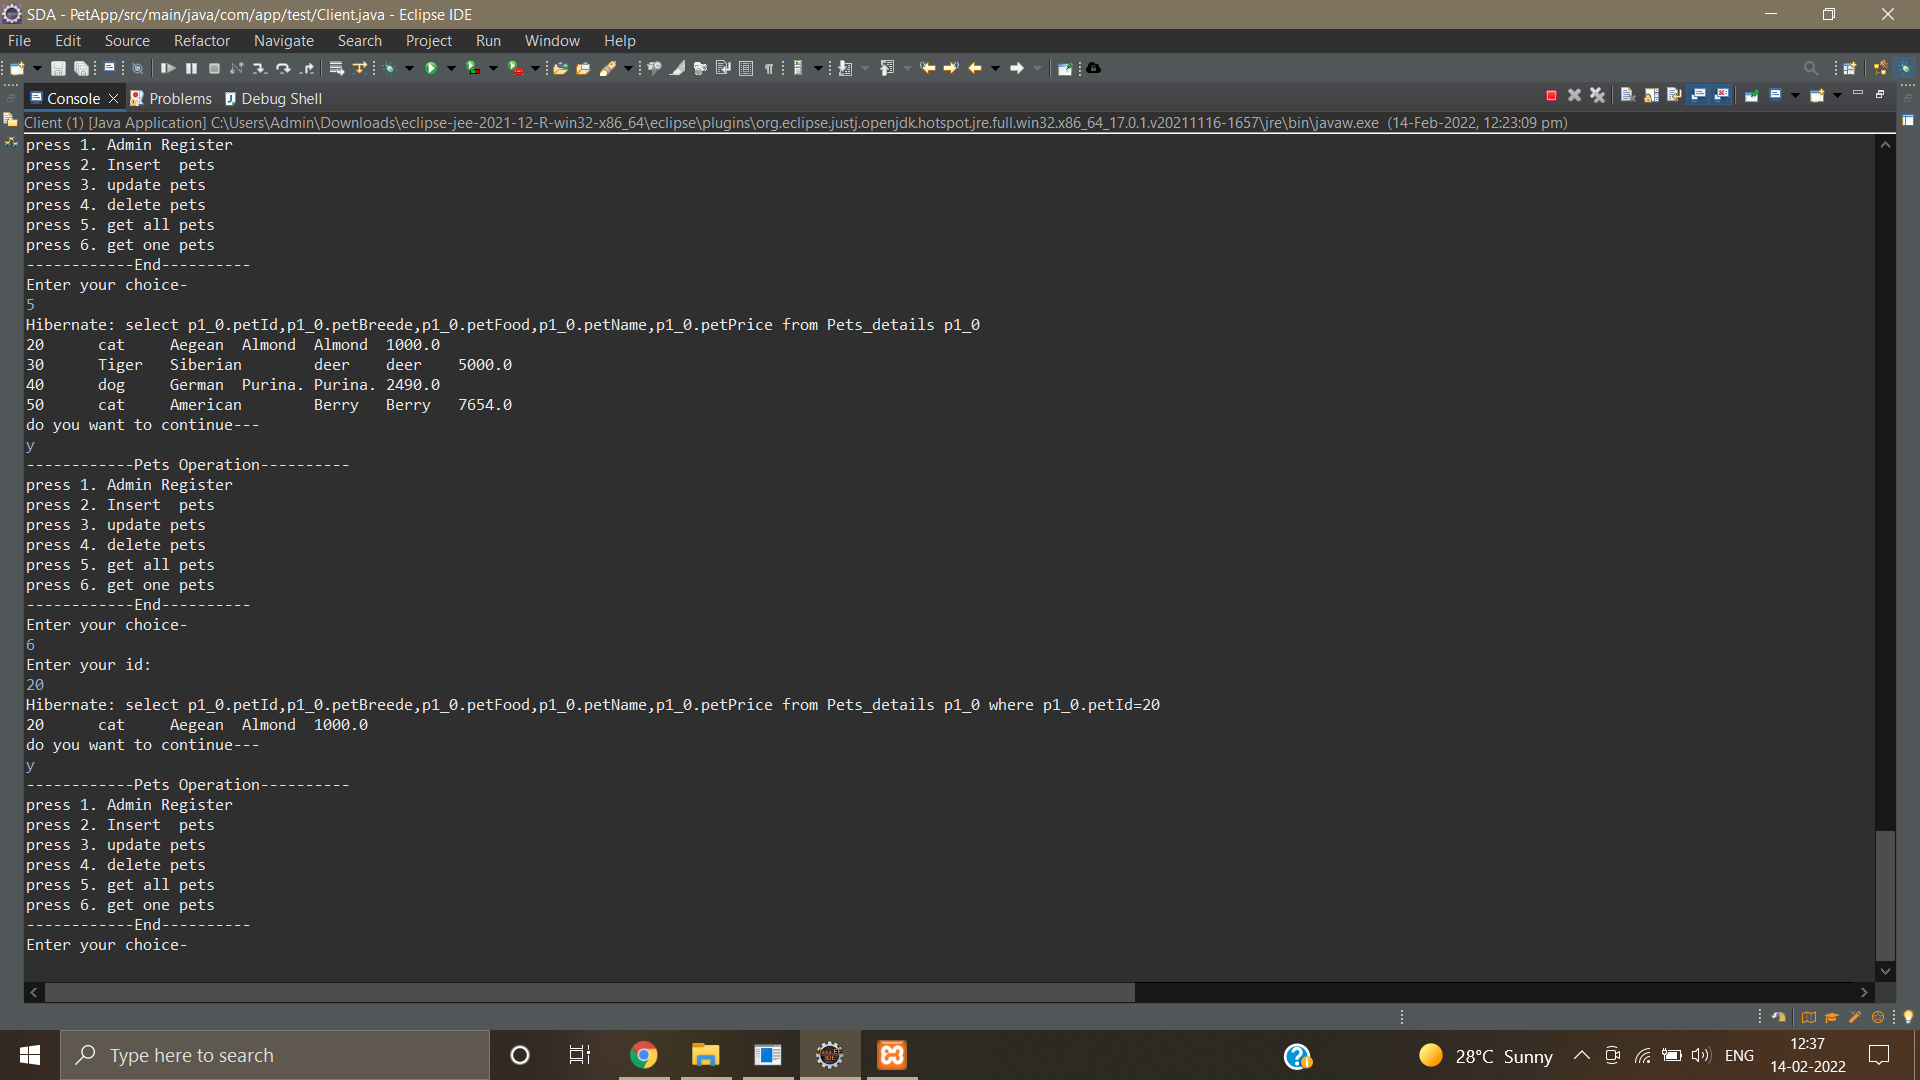 SDA - PetApp/src/main/java/com/app/test/Client.java - Eclipse IDE
File Edit Source Refactor Navigate Search Project Run Window Help
Console Problems Debug Shell
Client (1) [Java Application] C:\Users\Admin\Downloads\eclipse-jee-2021-12-R-win32-x86_64\eclipse\plugins\org.eclipse.justj.openjdk.hotspot.jre.full.win32.x86_64_17.0.1.v20211116-1657\jre\bin\javaw.exe (14-Feb-2022, 12:23:09 pm)
press 1. Admin Register
press 2. Insert  pets
press 3. update pets
press 4. delete pets
press 5. get all pets
press 6. get one pets
------------End----------
Enter your choice-
5
Hibernate: select p1_0.petId,p1_0.petBreede,p1_0.petFood,p1_0.petName,p1_0.petPrice from Pets_details p1_0
20      cat     Aegean  Almond  Almond  1000.0
30      Tiger   Siberian        deer    deer    5000.0
40      dog     German  Purina. Purina. 2490.0
50      cat     American        Berry   Berry   7654.0
do you want to continue---
y
------------Pets Operation----------
press 1. Admin Register
press 2. Insert  pets
press 3. update pets
press 4. delete pets
press 5. get all pets
press 6. get one pets
------------End----------
Enter your choice-
6
Enter your id:
20
Hibernate: select p1_0.petId,p1_0.petBreede,p1_0.petFood,p1_0.petName,p1_0.petPrice from Pets_details p1_0 where p1_0.petId=20
20      cat     Aegean  Almond  1000.0
do you want to continue---
y
------------Pets Operation----------
press 1. Admin Register
press 2. Insert  pets
press 3. update pets
press 4. delete pets
press 5. get all pets
press 6. get one pets
------------End----------
Enter your choice-
Type here to search
28°C Sunny
ENG
12:37
14-02-2022